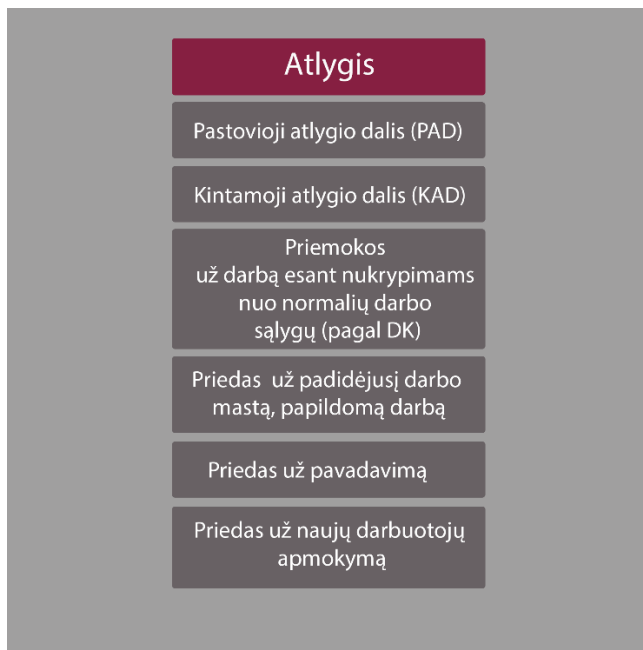 Atlygis
Pastovioji atlygio dalis (PAD)
Kintamoji atlygio dalis (KAD)
Priemokos
už darbą esant nukrypimams
nuo normalių darbo
sąlygų (pagal DK)
Priedas už padidėjusį darbo
mastą, papildomą darbą
Priedas už pavadavimą
Priedas už naujų darbuotojų
apmokymą